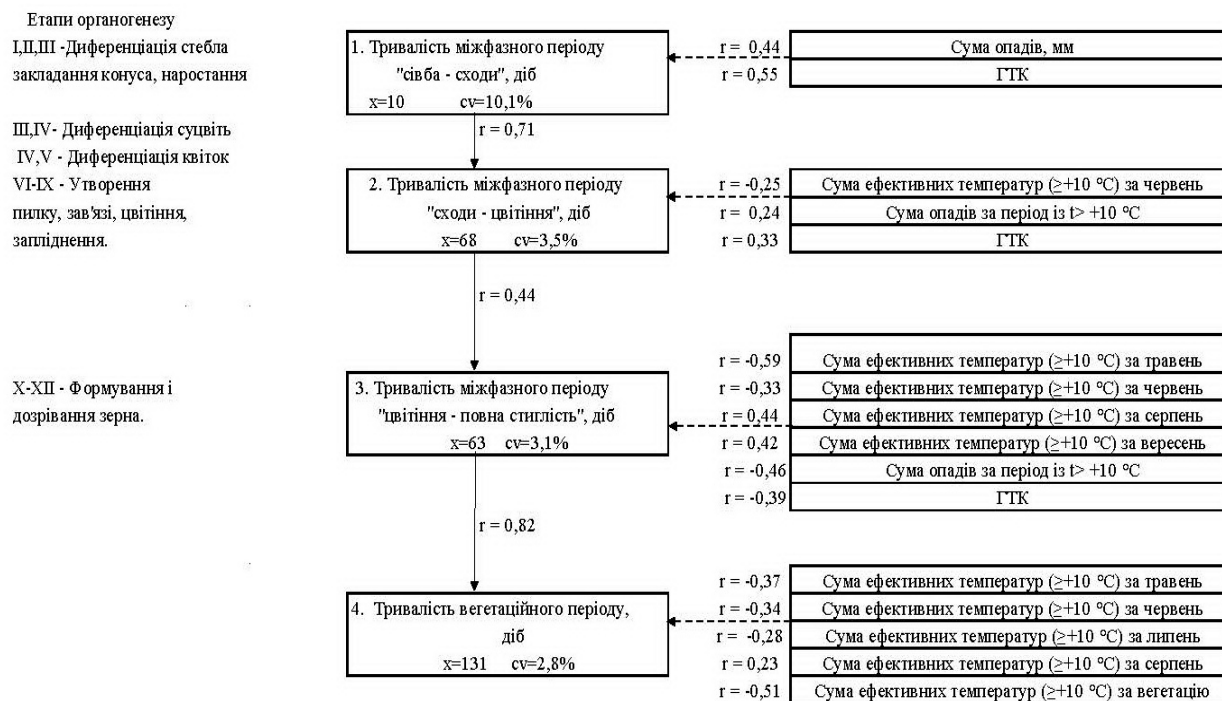 Етапи органогенезу
І,ІІ,ІІІ -Диференціація стебла
закладання конуса, наростання
ІІІ,IV- Диференціація суцвіть
IV,V - Диференціація квіток
VI-IX - Утворення
пилку, зав'язі, цвітіння,
запліднення.
X-XII - Формування і
дозрівання зерна.
1. Тривалість міжфазного періоду
"сівба - сходи", діб
x=10 cv=10,1%
r = 0,44 Сума опадів, мм
r = 0,55 ГТК
r = 0,71
2. Тривалість міжфазного періоду
"сходи - цвітіння", діб
x=68 cv=3,5%
r = -0,25 Сума ефективних температур (≥+10 °С) за червень
r = 0,24 Сума опадів за період із t> +10 °С
r = 0,33 ГТК
r = 0,44
3. Тривалість міжфазного періоду
"цвітіння - повна стиглість", діб
x=63 cv=3,1%
r = -0,59 Сума ефективних температур (≥+10 °С) за травень
r = -0,33 Сума ефективних температур (≥+10 °С) за червень
r = 0,44 Сума ефективних температур (≥+10 °С) за серпень
r = 0,42 Сума ефективних температур (≥+10 °С) за вересень
r = -0,46 Сума опадів за період із t> +10 °С
r = -0,39 ГТК
r = 0,82
4. Тривалість вегетаційного періоду,
діб
x=131 cv=2,8%
r = -0,37 Сума ефективних температур (≥+10 °С) за травень
r = -0,34 Сума ефективних температур (≥+10 °С) за червень
r = -0,28 Сума ефективних температур (≥+10 °С) за липень
r = 0,23 Сума ефективних температур (≥+10 °С) за серпень
r = -0,51 Сума ефективних температур (≥+10 °С) за вегетацію